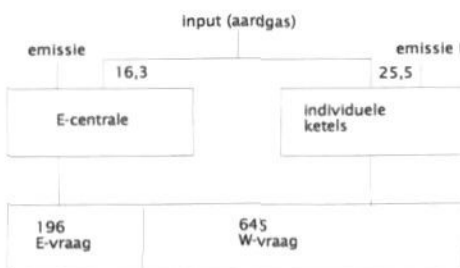 input (aardgas)
emissie
emissie
16,3
25,5
E-centrale
individuele
ketels
196
E-vraag
645
W-vraag